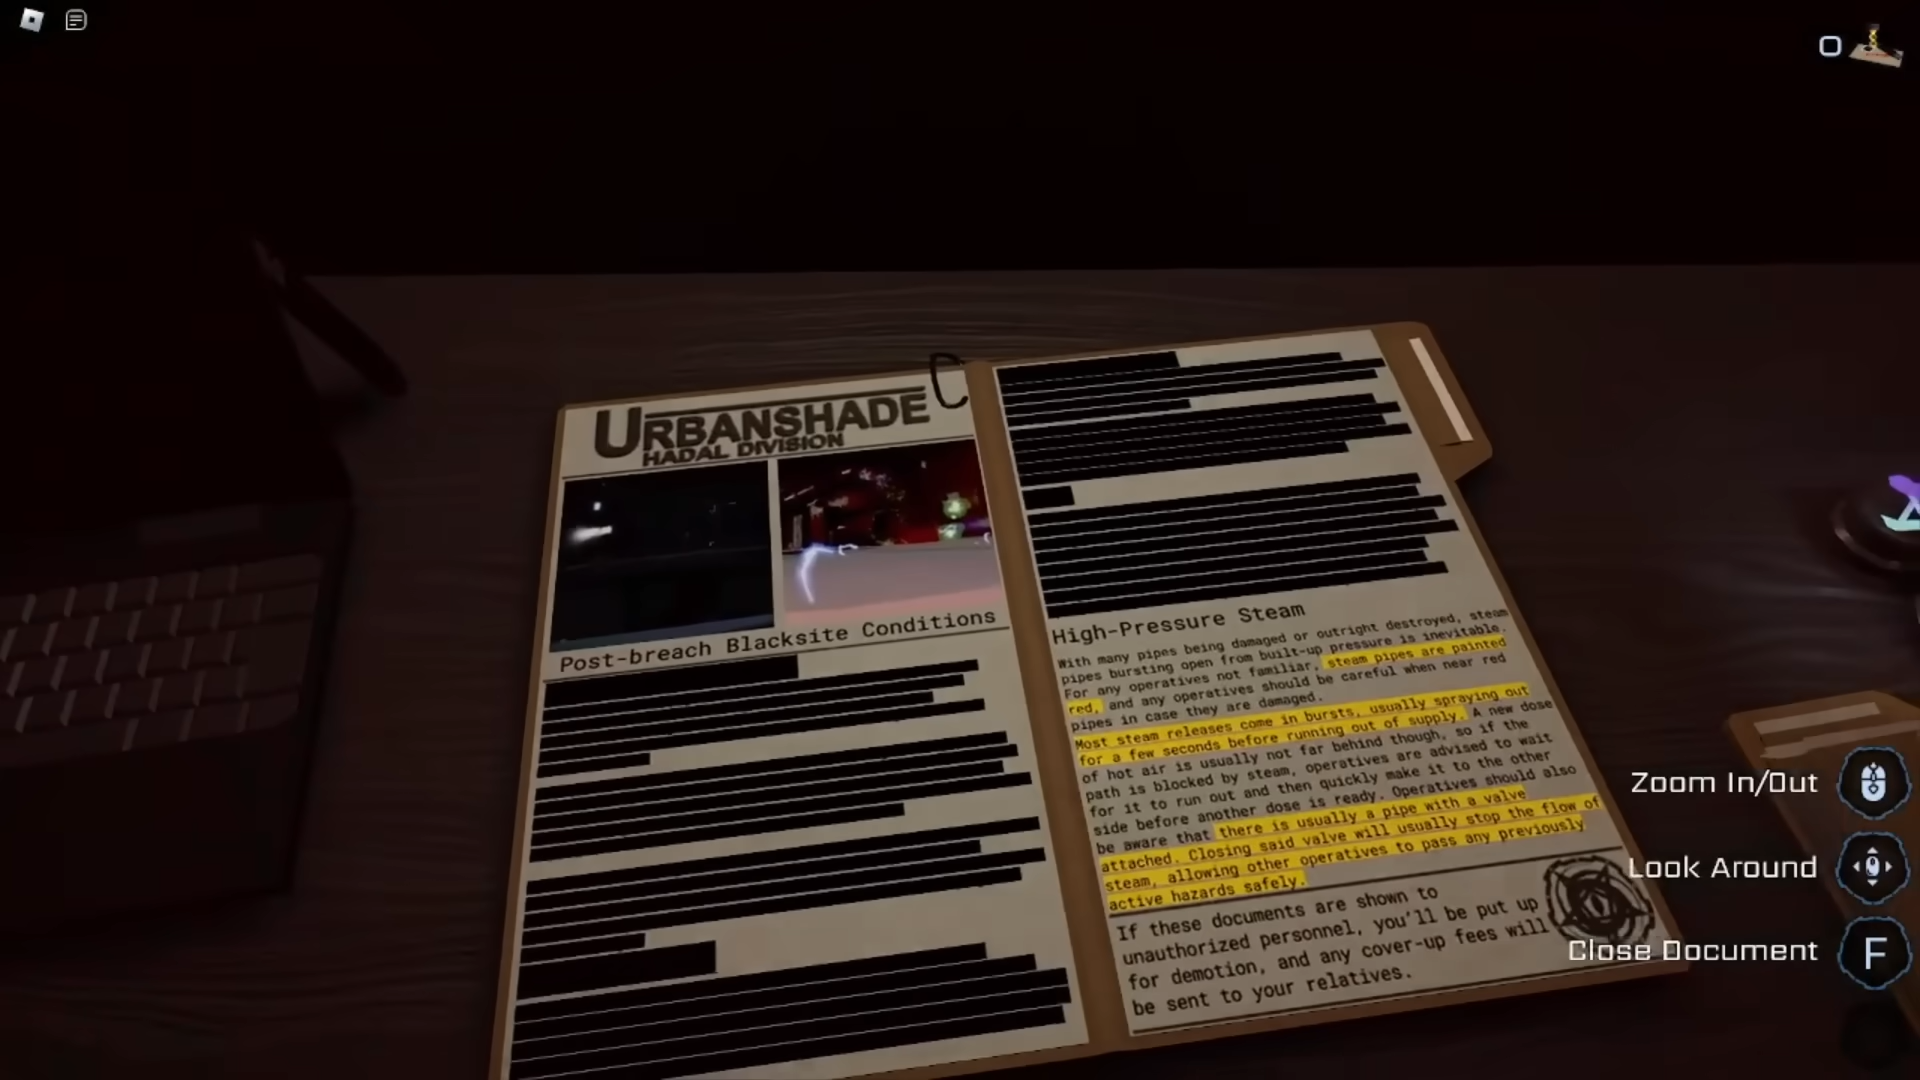 URBANSHADE
HADAL DIVISION
Post-breach Blacksite Conditions
High-Pressure Steam
With many pipes being damaged or outright destroyed, steam
pipes bursting open from built-up pressure is inevitable.
For any operatives not familiar, steam pipes are painted
red, and any operatives should be careful when near red
pipes in case they are damaged.
Most steam releases come in bursts, usually spraying out
for a few seconds before running out of supply. A new dose
of hot air is usually not far behind though, so if the
path is blocked by steam, operatives are advised to wait
for it to run out and then quickly make it to the other
side before another dose is ready. Operatives should also
be aware that there is usually a pipe with a valve
attached. Closing said valve will usually stop the flow of
steam, allowing other operatives to pass any previously
active hazards safely.
If these documents are shown to
unauthorized personnel, you'll be put up
for demotion, and any cover-up fees will
be sent to your relatives.
0
Zoom In/Out
Look Around
Close Document
F